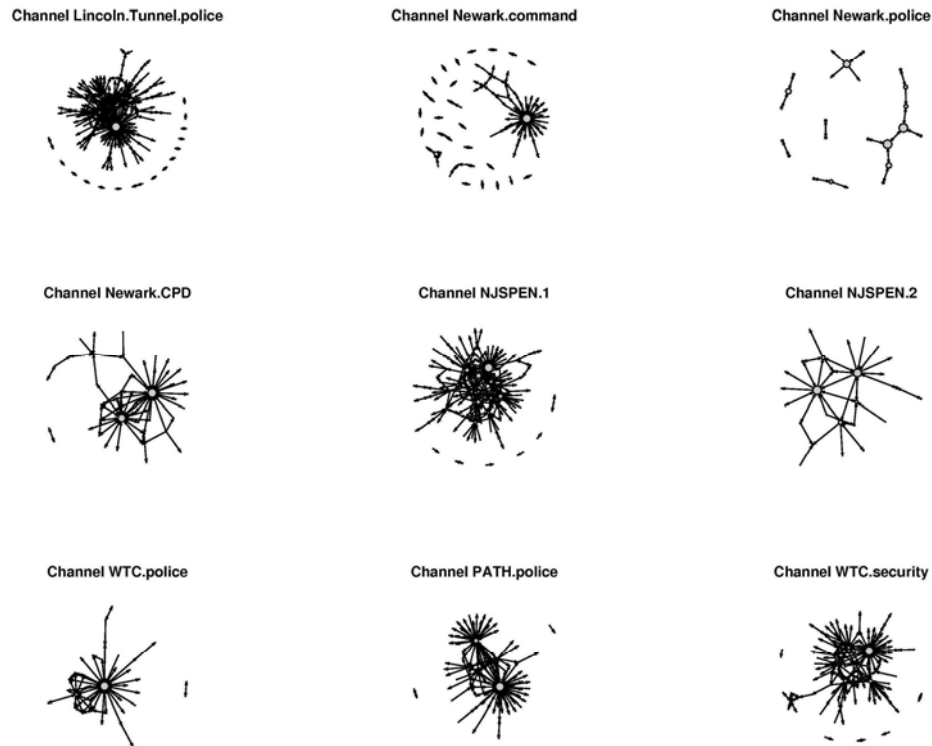 Channel Lincoln.Tunnel.police
Channel Newark.command
Channel Newark.police
Channel Newark.CPD
Channel NJSPEN.1
Channel NJSPEN.2
Channel WTC.police
Channel PATH.police
Channel WTC.security